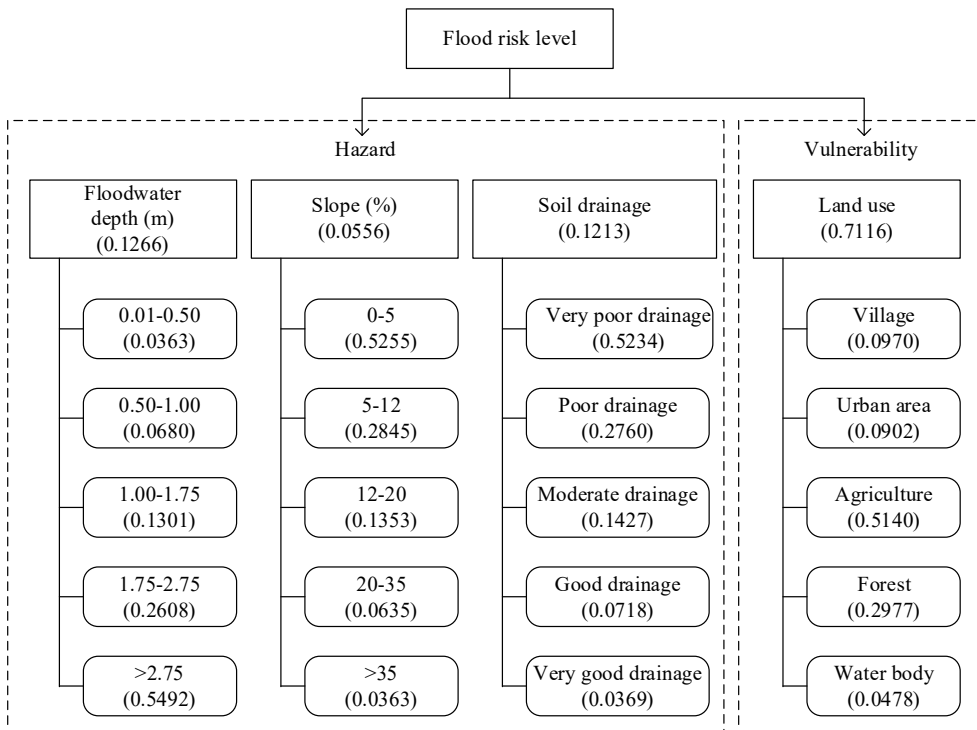 Flood risk level
Hazard
Floodwater
depth (m)
(0.1266)
0.01-0.50
(0.0363)
0.50-1.00
(0.0680)
1.00-1.75
(0.1301)
1.75-2.75
(0.2608)
>2.75
(0.5492)
Slope (%)
(0.0556)
0-5
(0.5255)
5-12
(0.2845)
12-20
(0.1353)
20-35
(0.0635)
>35
(0.0363)
Soil drainage
(0.1213)
Very poor drainage
(0.5234)
Poor drainage
(0.2760)
Moderate drainage
(0.1427)
Good drainage
(0.0718)
Very good drainage
(0.0369)
Vulnerability
Land use
(0.7116)
Village
(0.0970)
Urban area
(0.0902)
Agriculture
(0.5140)
Forest
(0.2977)
Water body
(0.0478)